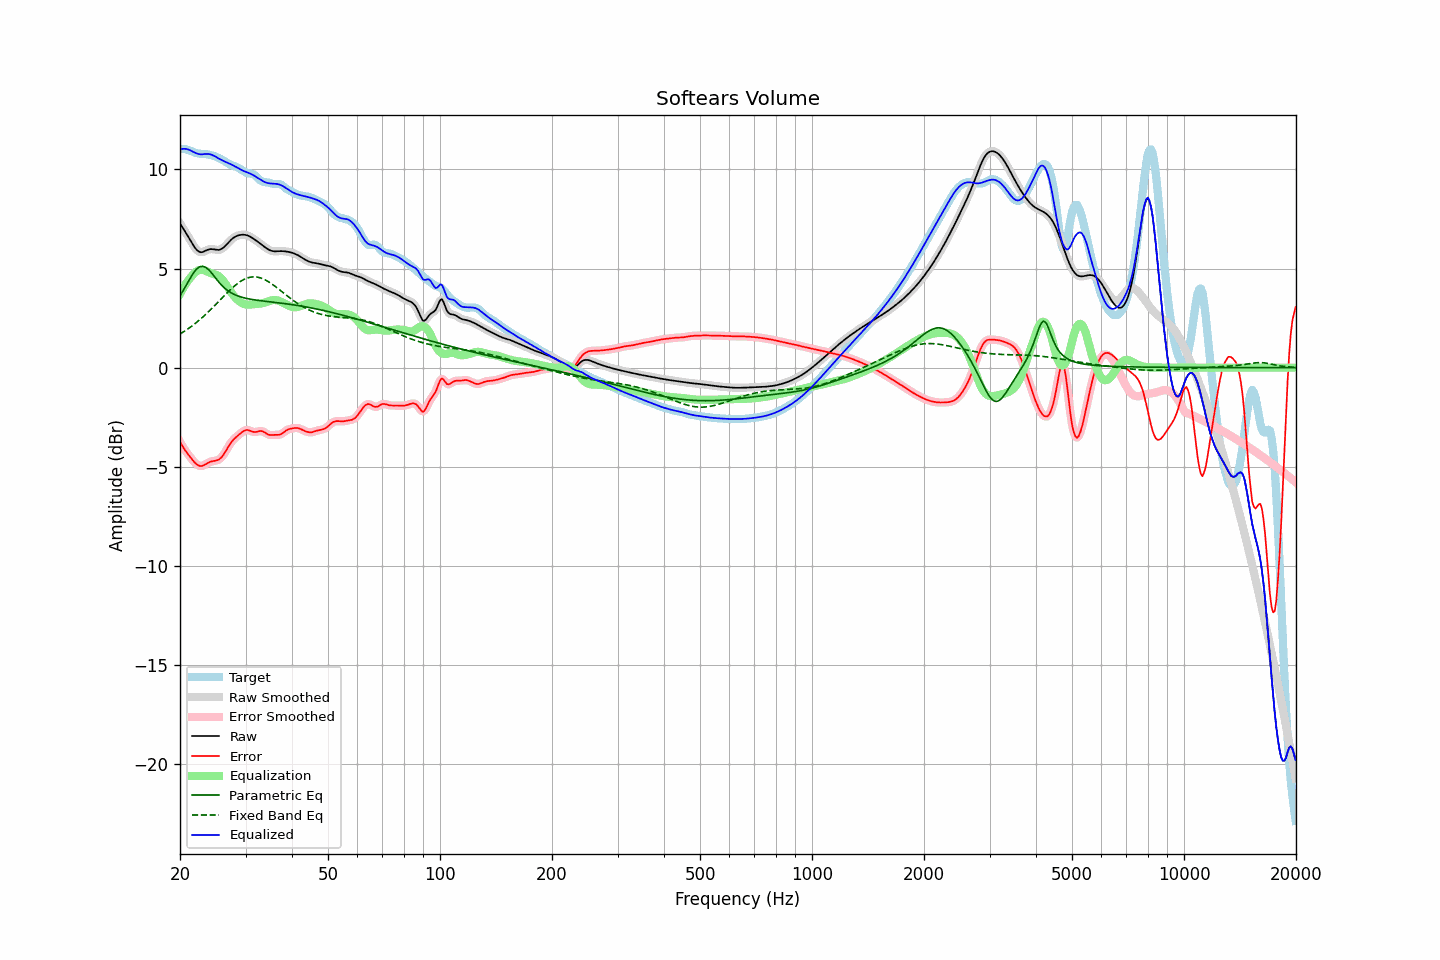 Softears Volume
Amplitude (dBr)
10
5
0
−5
−10
−15
−20
Target
Raw Smoothed
Error Smoothed
Raw
Error
Equalization
Parametric Eq
Fixed Band Eq
Equalized
20 50 100 200 500 1000 2000 5000 10000 20000
Frequency (Hz)